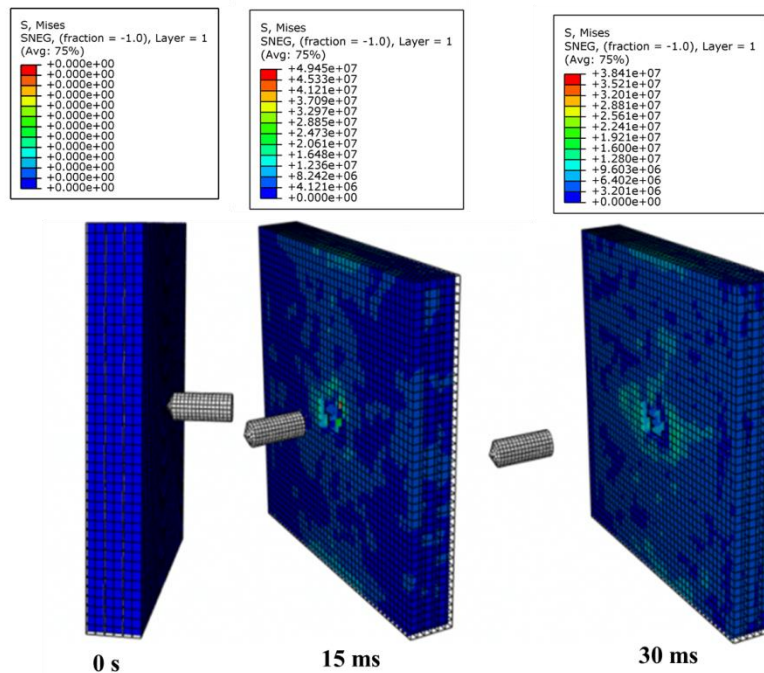 S, Mises
SNEG, (fraction = -1.0), Layer = 1
(Avg: 75%)
+0.000e+00
+0.000e+00
+0.000e+00
+0.000e+00
+0.000e+00
+0.000e+00
+0.000e+00
+0.000e+00
+0.000e+00
+0.000e+00
+0.000e+00
+0.000e+00
+0.000e+00
S, Mises
SNEG, (fraction = -1.0), Layer = 1
(Avg: 75%)
+4.945e+07
+4.533e+07
+4.121e+07
+3.709e+07
+3.297e+07
+2.885e+07
+2.473e+07
+2.061e+07
+1.648e+07
+1.236e+07
+8.242e+06
+4.121e+06
+0.000e+00
S, Mises
SNEG, (fraction = -1.0), Layer = 1
(Avg: 75%)
+3.841e+07
+3.521e+07
+3.201e+07
+2.881e+07
+2.561e+07
+2.241e+07
+1.921e+07
+1.600e+07
+1.280e+07
+9.603e+06
+6.402e+06
+3.201e+06
+0.000e+00
0 s
15 ms
30 ms